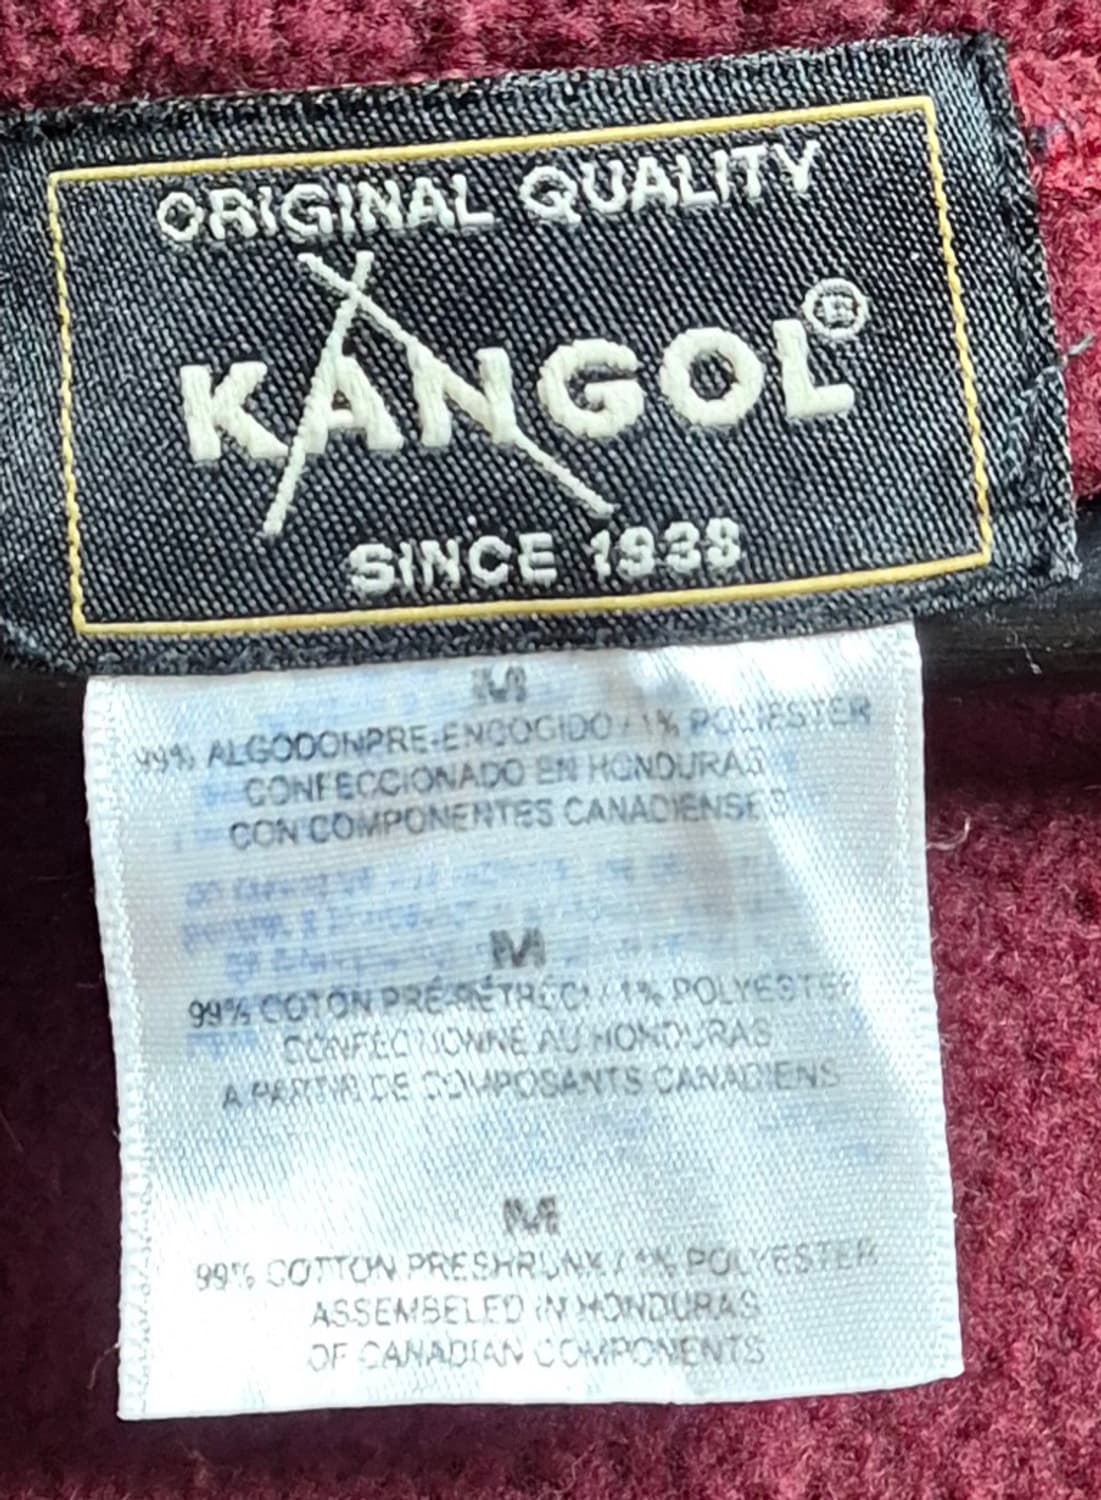 ORIGINAL QUALITY
KANGOL®
SINCE 1938
M
99% ALGODONPRE-ENCOGIDO / 1% POLIESTER
CONFECCIONADO EN HONDURAS
CON COMPONENTES CANADIENSES
M
99% COTON PRÉ-RÉTRÉCI / 1% POLYESTER
CONFECTIONNÉ AU HONDURAS
A PARTIR DE COMPOSANTS CANADIENS
M
99% COTTON PRESHRUNK / 1% POLYESTER
ASSEMBELED IN HONDURAS
OF CANADIAN COMPONENTS